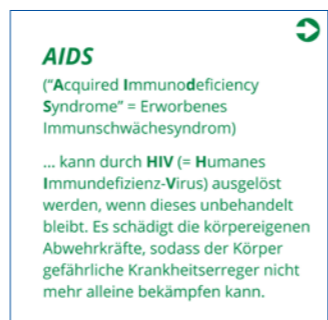 AIDS
("Acquired Immunodeficiency
Syndrome" = Erworbenes
Immunschwächesyndrom)
... kann durch HIV (= Humanes
Immundefizienz-Virus) ausgelöst
werden, wenn dieses unbehandelt
bleibt. Es schädigt die körpereigenen
Abwehrkräfte, sodass der Körper
gefährliche Krankheitserreger nicht
mehr alleine bekämpfen kann.